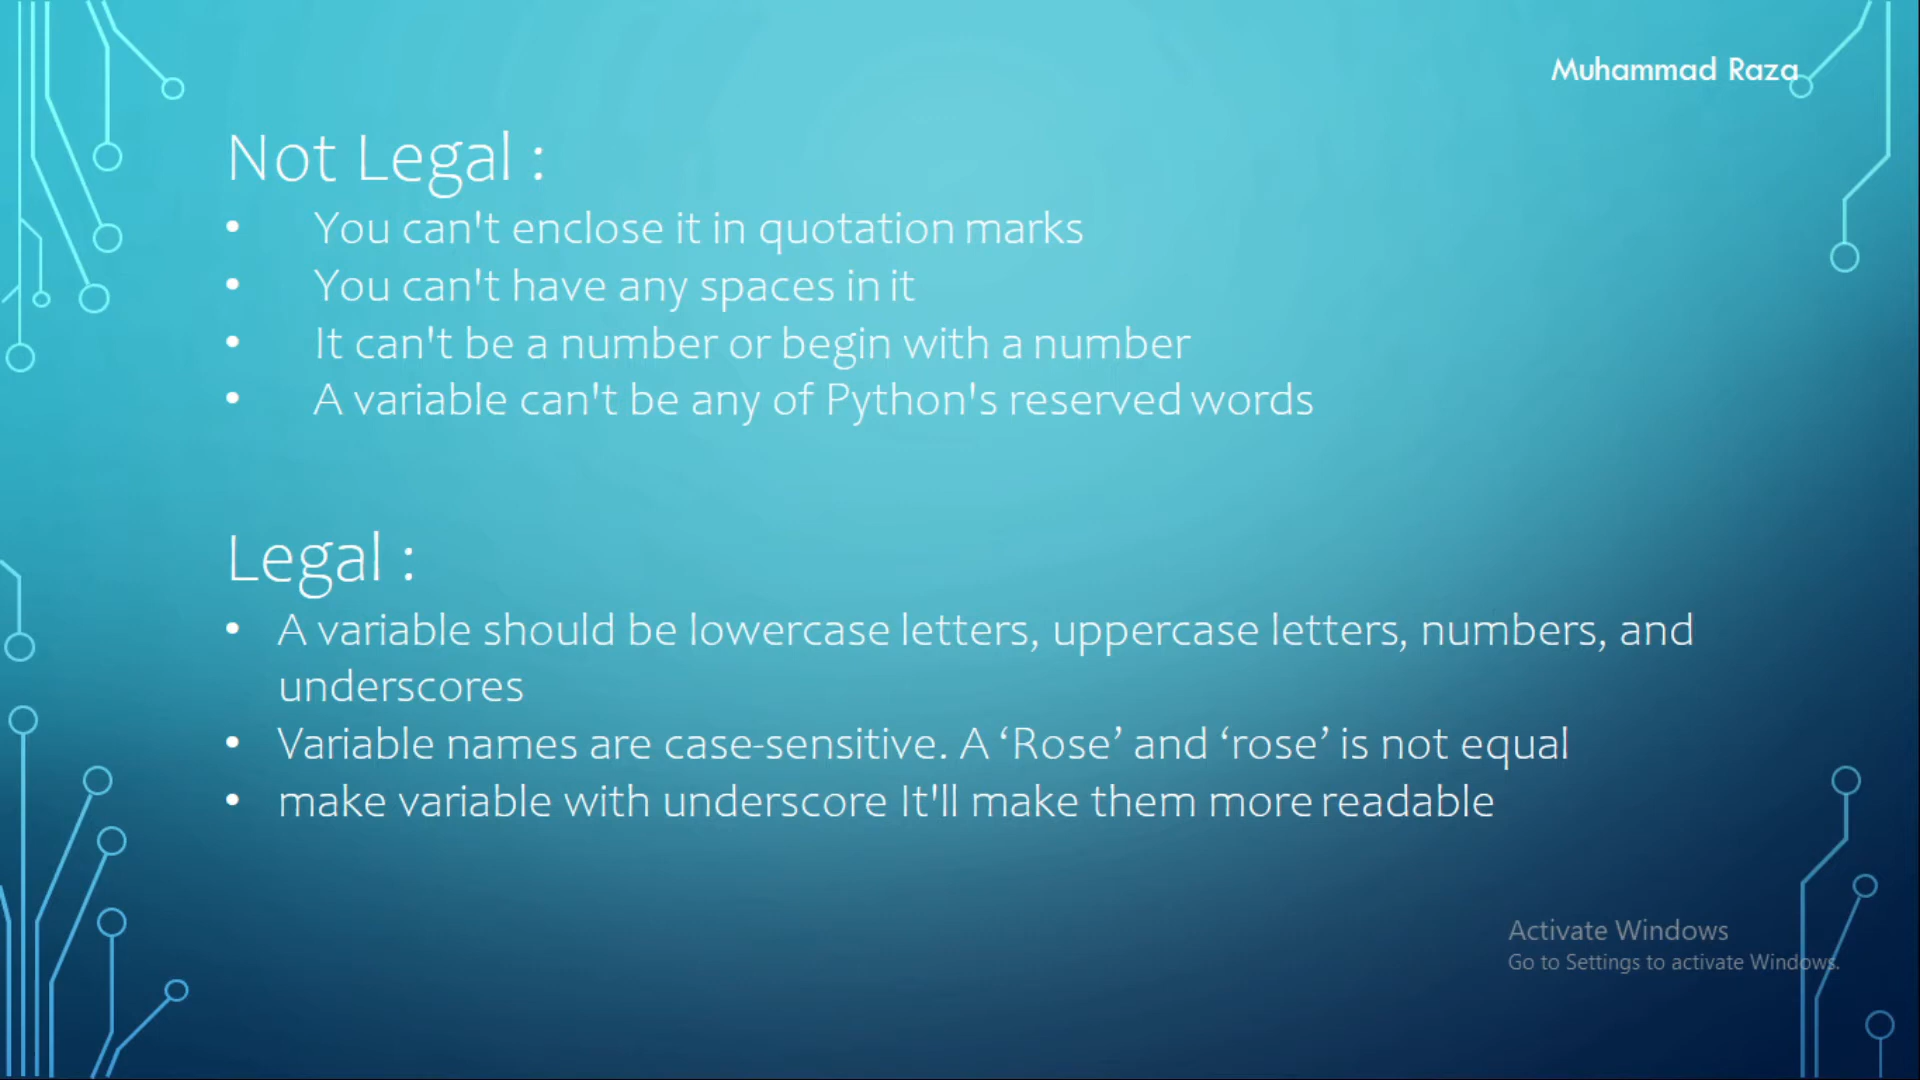 Muhammad Raza
Not Legal :
• You can't enclose it in quotation marks
• You can't have any spaces in it
• It can't be a number or begin with a number
• A variable can't be any of Python's reserved words
Legal :
• A variable should be lowercase letters, uppercase letters, numbers, and
underscores
• Variable names are case-sensitive. A ‘Rose’ and ‘rose’ is not equal
• make variable with underscore It'll make them more readable
Activate Windows
Go to Settings to activate Windows.